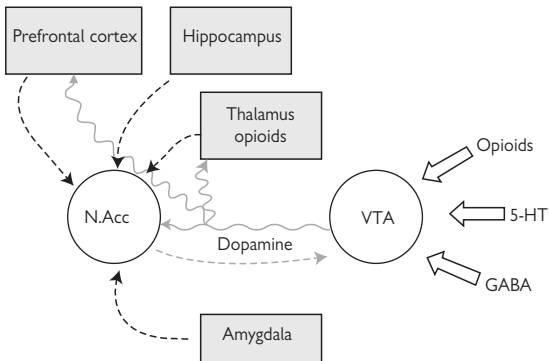 Prefrontal cortex
Hippocampus
Thalamus
opioids
Opioids
N.Acc
VTA
5-HT
Dopamine
GABA
Amygdala